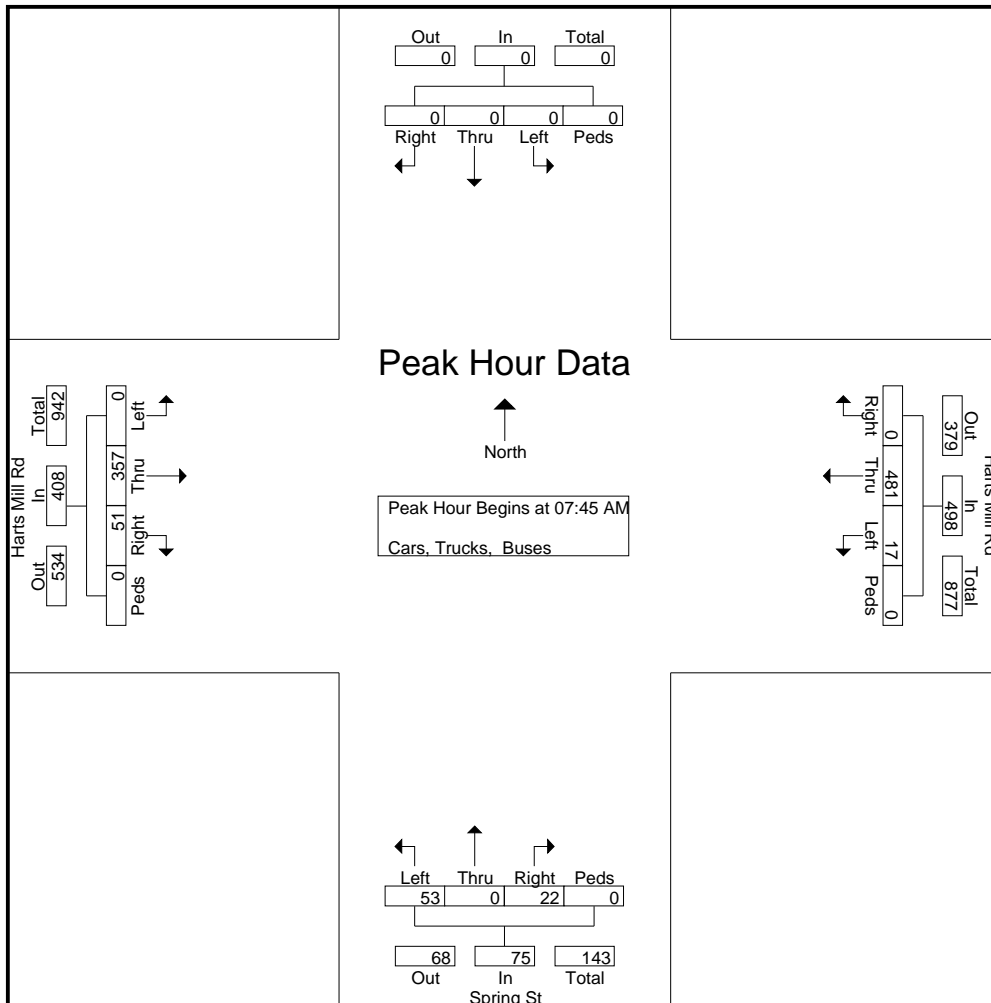 Out In Total
0 0 0
0 0 0 0
Right Thru Left Peds
Peak Hour Data
North
Peak Hour Begins at 07:45 AM
Cars, Trucks, Buses
Harts Mill Rd
Total In Out
942 408 534
0 357 51 0
Left Thru Right Peds
Right Thru Left Peds
0 481 17 0
379 498 877
Out In Total
Harts Mill Rd
Left Thru Right Peds
53 0 22 0
68 75 143
Out In Total
Spring St